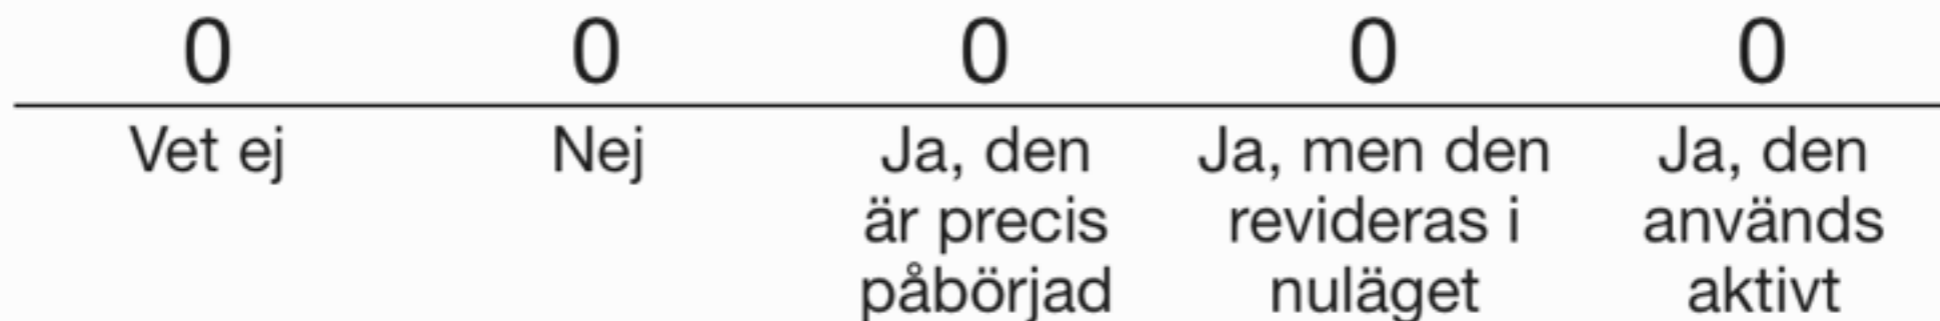 0 0 0 0 0
Vet ej Nej Ja, den Ja, men den Ja, den
är precis revideras i används
påbörjad nuläget aktivt